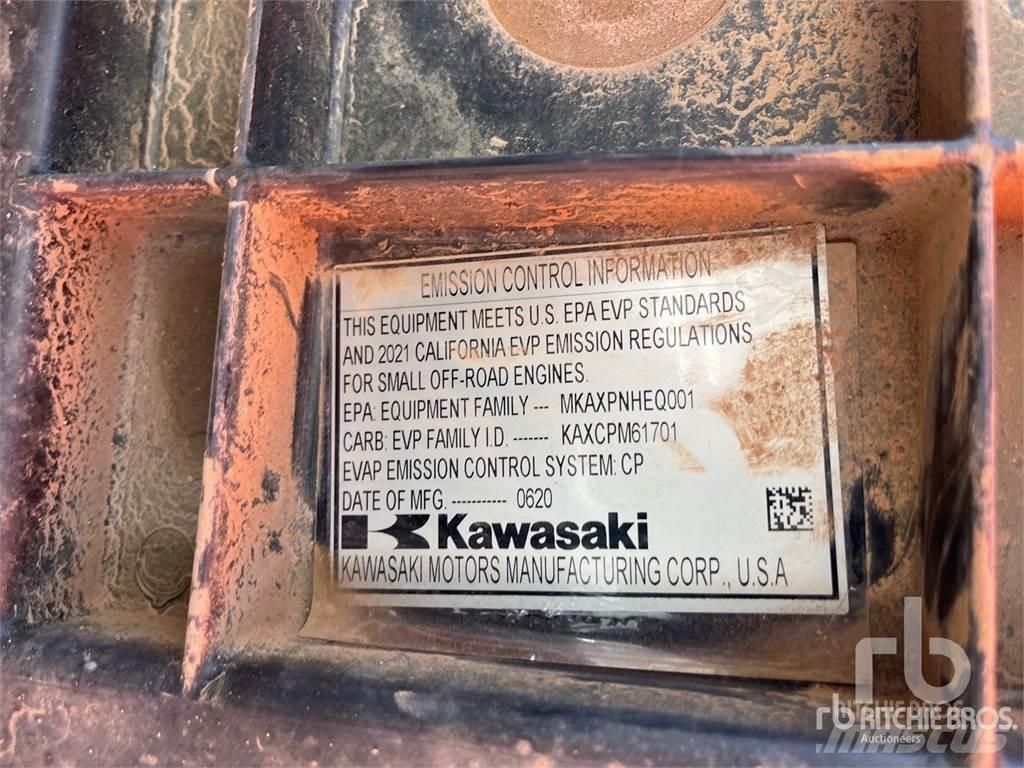 EMISSION CONTROL INFORMATION
THIS EQUIPMENT MEETS U.S. EPA EVP STANDARDS
AND 2021 CALIFORNIA EVP EMISSION REGULATIONS
FOR SMALL OFF-ROAD ENGINES.
EPA: EQUIPMENT FAMILY --- MKAXPNHEQ001
CARB: EVP FAMILY I.D. ------- KAXCPM61701
EVAP EMISSION CONTROL SYSTEM: CP
DATE OF MFG. ----------- 0620
Kawasaki
KAWASAKI MOTORS MANUFACTURING CORP., U.S.A
rb
rb RITCHIE BROS.
Auctioneers
MASCUS